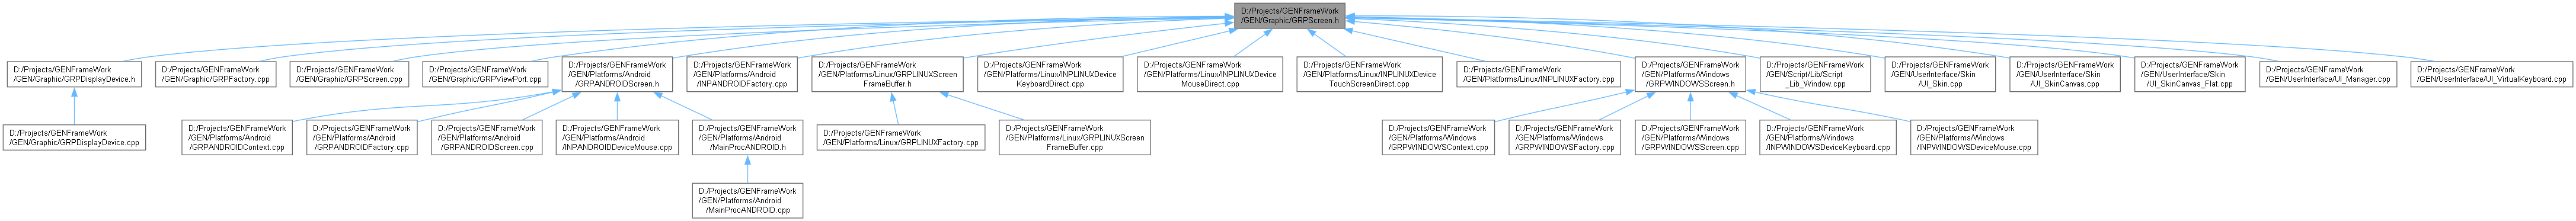 D:/Projects/GENFrameWork
/GEN/Graphic/GRPScreen.h
D:/Projects/GENFrameWork
/GEN/Graphic/GRPDisplayDevice.h
D:/Projects/GENFrameWork
/GEN/Graphic/GRPFactory.cpp
D:/Projects/GENFrameWork
/GEN/Graphic/GRPScreen.cpp
D:/Projects/GENFrameWork
/GEN/Graphic/GRPViewPort.cpp
D:/Projects/GENFrameWork
/GEN/Platforms/Android
/GRPANDROIDScreen.h
D:/Projects/GENFrameWork
/GEN/Platforms/Android
/INPANDROIDFactory.cpp
D:/Projects/GENFrameWork
/GEN/Platforms/Linux/GRPLINUXScreen
FrameBuffer.h
D:/Projects/GENFrameWork
/GEN/Platforms/Linux/INPLINUXDevice
KeyboardDirect.cpp
D:/Projects/GENFrameWork
/GEN/Platforms/Linux/INPLINUXDevice
MouseDirect.cpp
D:/Projects/GENFrameWork
/GEN/Platforms/Linux/INPLINUXDevice
TouchScreenDirect.cpp
D:/Projects/GENFrameWork
/GEN/Platforms/Linux/INPLINUXFactory.cpp
D:/Projects/GENFrameWork
/GEN/Platforms/Windows
/GRPWINDOWSScreen.h
D:/Projects/GENFrameWork
/GEN/Script/Lib/Script
_Lib_Window.cpp
D:/Projects/GENFrameWork
/GEN/UserInterface/Skin
/UI_Skin.cpp
D:/Projects/GENFrameWork
/GEN/UserInterface/Skin
/UI_SkinCanvas.cpp
D:/Projects/GENFrameWork
/GEN/UserInterface/Skin
/UI_SkinCanvas_Flat.cpp
D:/Projects/GENFrameWork
/GEN/UserInterface/UI_Manager.cpp
D:/Projects/GENFrameWork
/GEN/UserInterface/UI_VirtualKeyboard.cpp
D:/Projects/GENFrameWork
/GEN/Graphic/GRPDisplayDevice.cpp
D:/Projects/GENFrameWork
/GEN/Platforms/Android
/GRPANDROIDContext.cpp
D:/Projects/GENFrameWork
/GEN/Platforms/Android
/GRPANDROIDFactory.cpp
D:/Projects/GENFrameWork
/GEN/Platforms/Android
/GRPANDROIDScreen.cpp
D:/Projects/GENFrameWork
/GEN/Platforms/Android
/INPANDROIDDeviceMouse.cpp
D:/Projects/GENFrameWork
/GEN/Platforms/Android
/MainProcANDROID.h
D:/Projects/GENFrameWork
/GEN/Platforms/Linux/GRPLINUXFactory.cpp
D:/Projects/GENFrameWork
/GEN/Platforms/Linux/GRPLINUXScreen
FrameBuffer.cpp
D:/Projects/GENFrameWork
/GEN/Platforms/Windows
/GRPWINDOWSContext.cpp
D:/Projects/GENFrameWork
/GEN/Platforms/Windows
/GRPWINDOWSFactory.cpp
D:/Projects/GENFrameWork
/GEN/Platforms/Windows
/GRPWINDOWSScreen.cpp
D:/Projects/GENFrameWork
/GEN/Platforms/Windows
/INPWINDOWSDeviceKeyboard.cpp
D:/Projects/GENFrameWork
/GEN/Platforms/Windows
/INPWINDOWSDeviceMouse.cpp
D:/Projects/GENFrameWork
/GEN/Platforms/Android
/MainProcANDROID.cpp